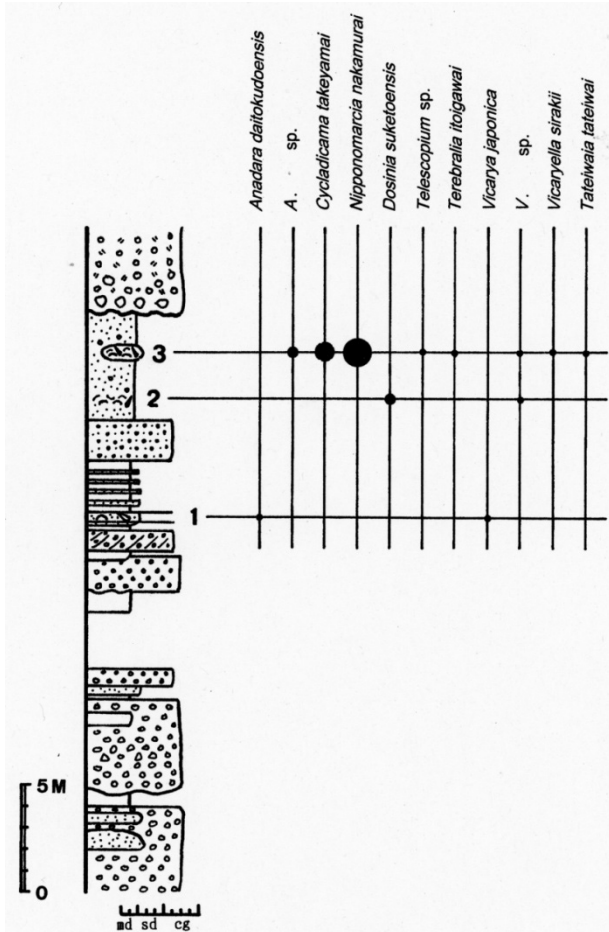 Anadara daitokudoensis
A. sp.
Cycladicama takeyamai
Nipponomarcia nakamurai
Dosinia suketoensis
Telescopium sp.
Terebralia itoigawai
Vicarya japonica
V. sp.
Vicaryella sirakii
Tateiwaia tateiwai
3
2
1
5 M
0
md sd cg